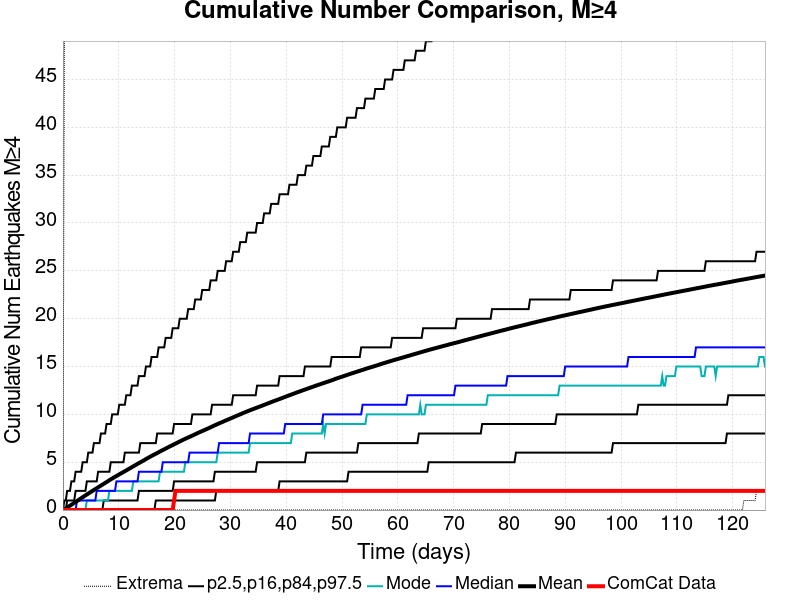 Cumulative Number Comparison, M≥4
Cumulative Num Earthquakes M≥4
45
40
35
30
25
20
15
10
5
0
0 10 20 30 40 50 60 70 80 90 100 110 120
Time (days)
Extrema p2.5,p16,p84,p97.5 Mode Median Mean ComCat Data